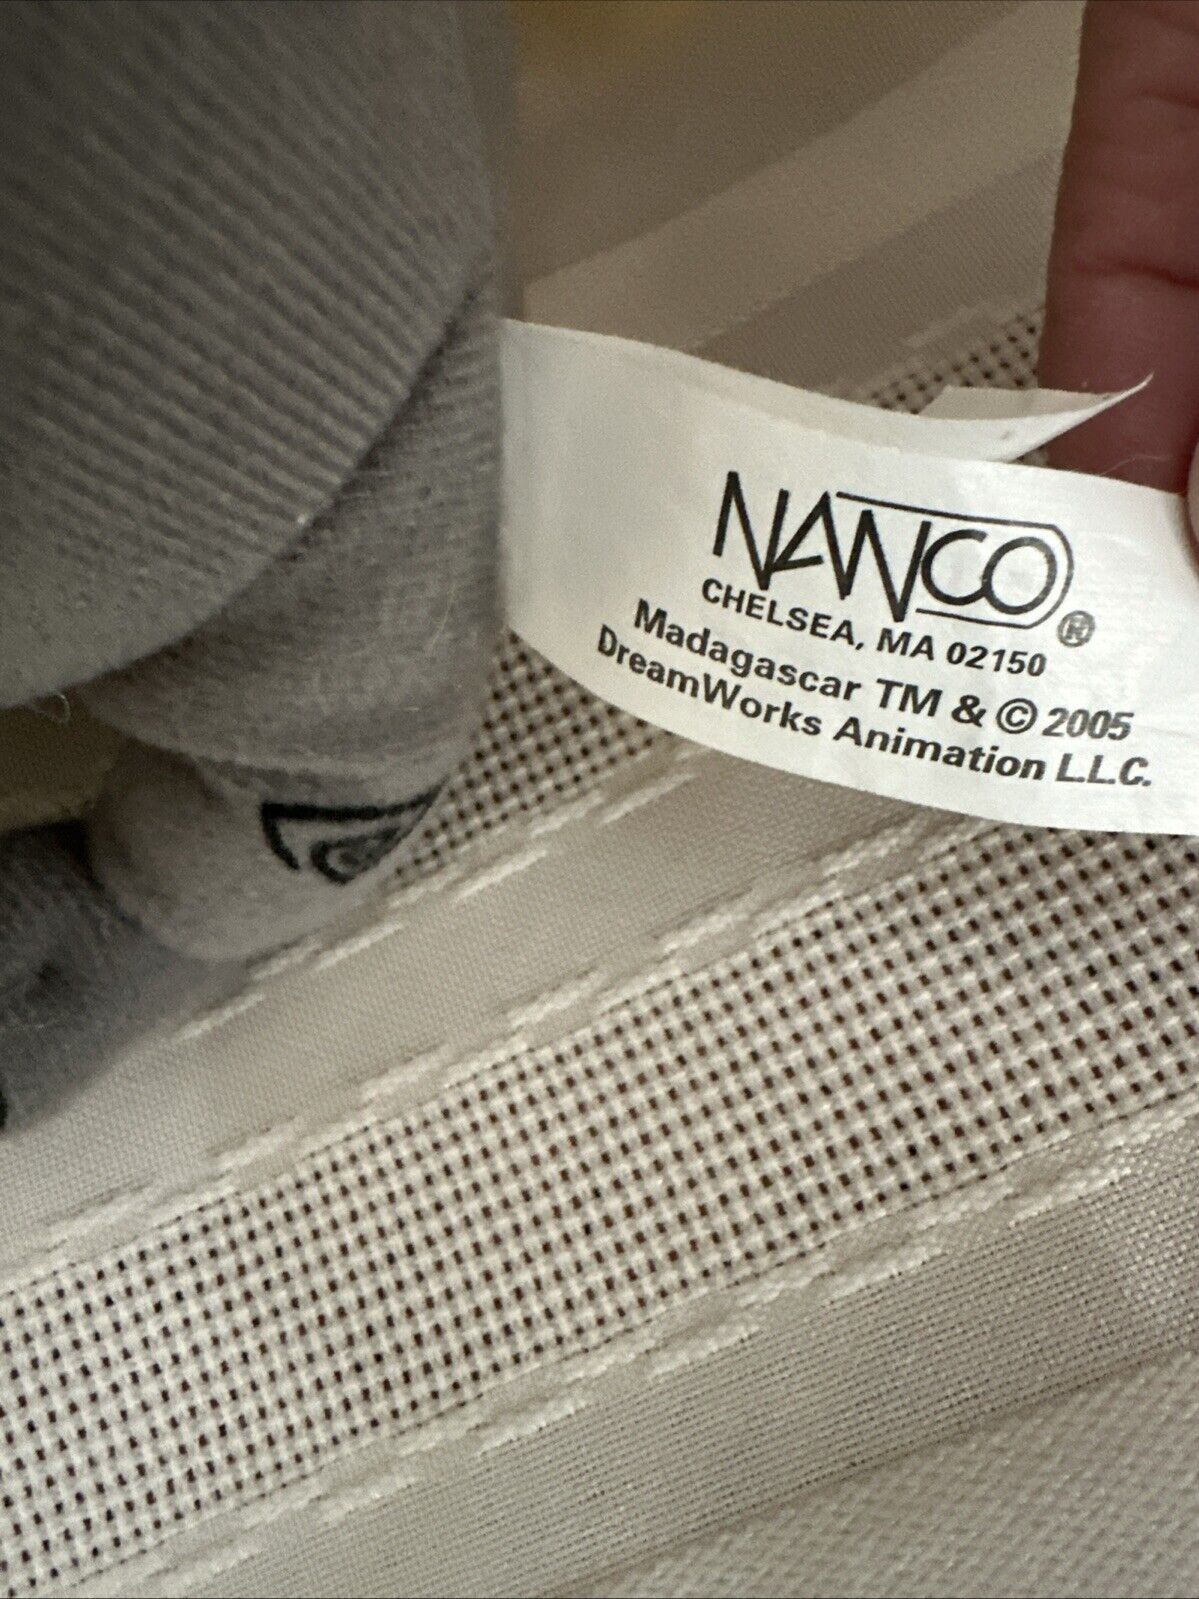 NANCO®
CHELSEA, MA 02150
Madagascar TM & © 2005
DreamWorks Animation L.L.C.